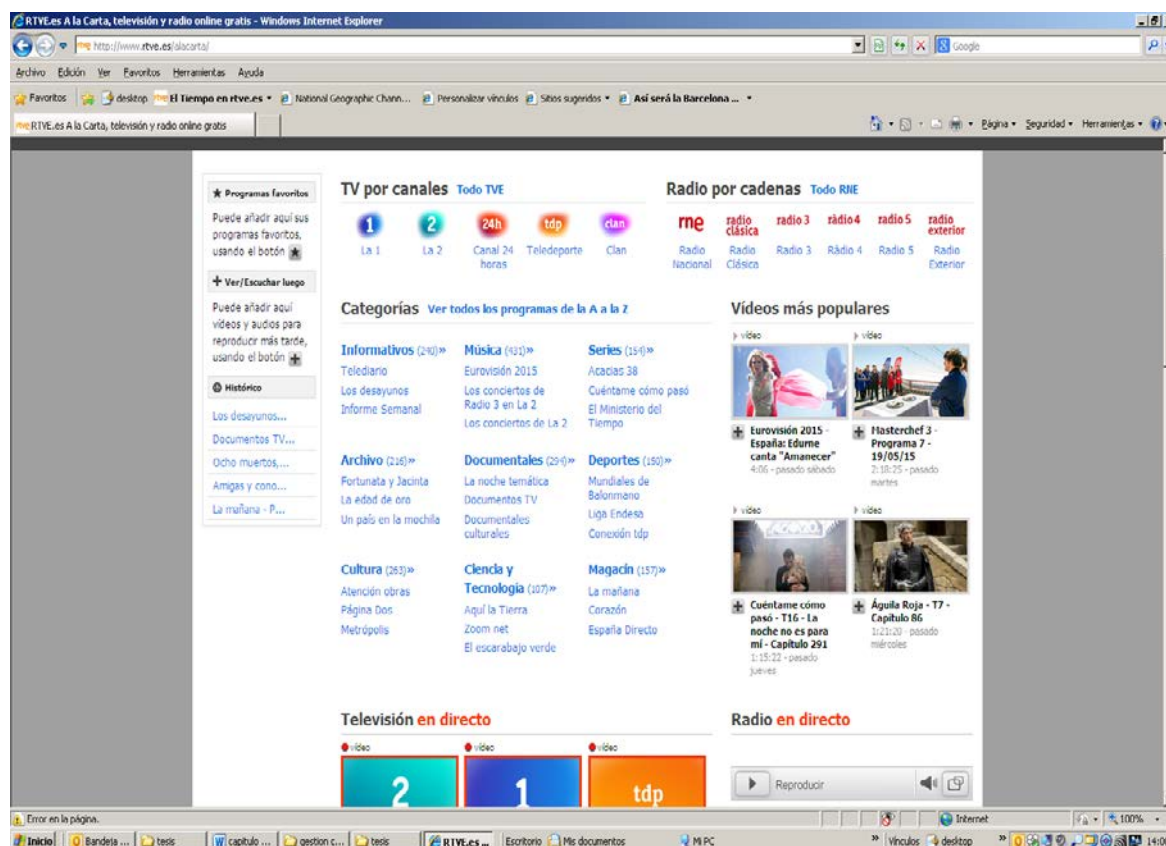 RTVE.es A la Carta, televisión y radio online gratis - Windows Internet Explorer
http://www.rtve.es/alacarta/
Google
Archivo Edición Ver Favoritos Herramientas Ayuda
Favoritos desktop El Tiempo en rtve.es National Geographic Chann... Personalizar vínculos Sitios sugeridos Así será la Barcelona ...
RTVE.es A la Carta, televisión y radio online gratis
Página Seguridad Herramientas
Programas favoritos
Puede añadir aquí sus
programas favoritos,
usando el botón
Ver/Escuchar luego
Puede añadir aquí
vídeos y audios para
reproducir más tarde,
usando el botón
Histórico
Los desayunos...
Documentos TV...
Ocho muertos,...
Amigas y cono...
La mañana - P...
TV por canales Todo TVE
1 2 24h tdp clan
La 1 La 2 Canal 24 horas Teledeporte Clan
Radio por cadenas Todo RNE
rne radio clásica radio 3 ràdio4 radio 5 radio exterior
Radio Nacional Radio Clásica Radio 3 Ràdio 4 Radio 5 Radio Exterior
Categorías Ver todos los programas de la A a la Z
Informativos (240)»
Telediario
Los desayunos
Informe Semanal
Música (431)»
Eurovisión 2015
Los conciertos de
Radio 3 en La 2
Los conciertos de La 2
Series (154)»
Acacias 38
Cuéntame cómo pasó
El Ministerio del
Tiempo
Archivo (216)»
Fortunata y Jacinta
La edad de oro
Un país en la mochila
Documentales (294)»
La noche temática
Documentos TV
Documentales
culturales
Deportes (150)»
Mundiales de
Balonmano
Liga Endesa
Conexión tdp
Cultura (263)»
Atención obras
Página Dos
Metrópolis
Ciencia y
Tecnología (107)»
Aquí la Tierra
Zoom net
El escarabajo verde
Magacín (157)»
La mañana
Corazón
España Directo
Vídeos más populares
vídeo
Eurovisión 2015 -
España: Edurne
canta "Amanecer"
4:06 - pasado sábado
vídeo
Masterchef 3 -
Programa 7 -
19/05/15
2:18:25 - pasado
martes
vídeo
Cuéntame cómo
pasó - T16 - La
noche no es para
mí - Capítulo 291
1:15:22 - pasado
jueves
vídeo
Águila Roja - T7 -
Capítulo 86
1:21:20 - pasado
miércoles
Televisión en directo
vídeo vídeo vídeo
2 1 tdp
Radio en directo
Reproducir
Error en la página.
Internet
100%
Inicio Bandeja ... tesis capitulo ... gestion c... tesis RTVE.es ... Escritorio Mis documentos MI PC Vínculos desktop